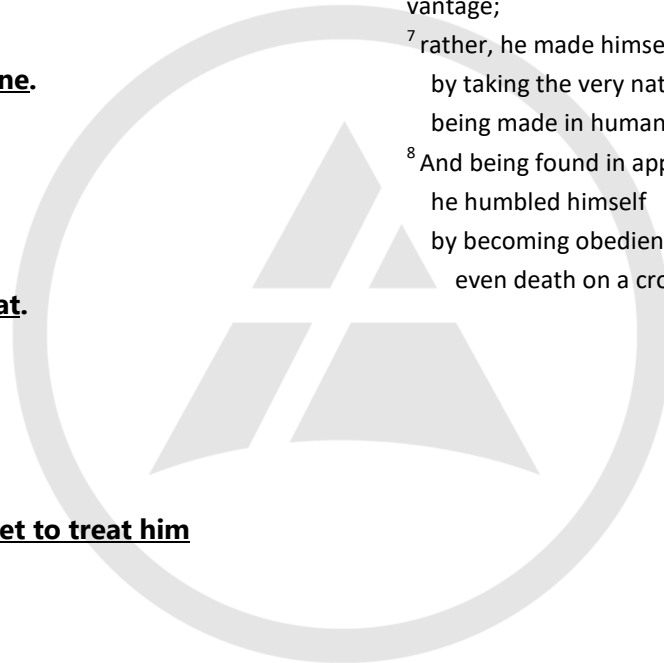 ne.
at.
et to treat him
vantage;
7 rather, he made himse
by taking the very nat
being made in human
8 And being found in app
he humbled himself
by becoming obedien
even death on a cro